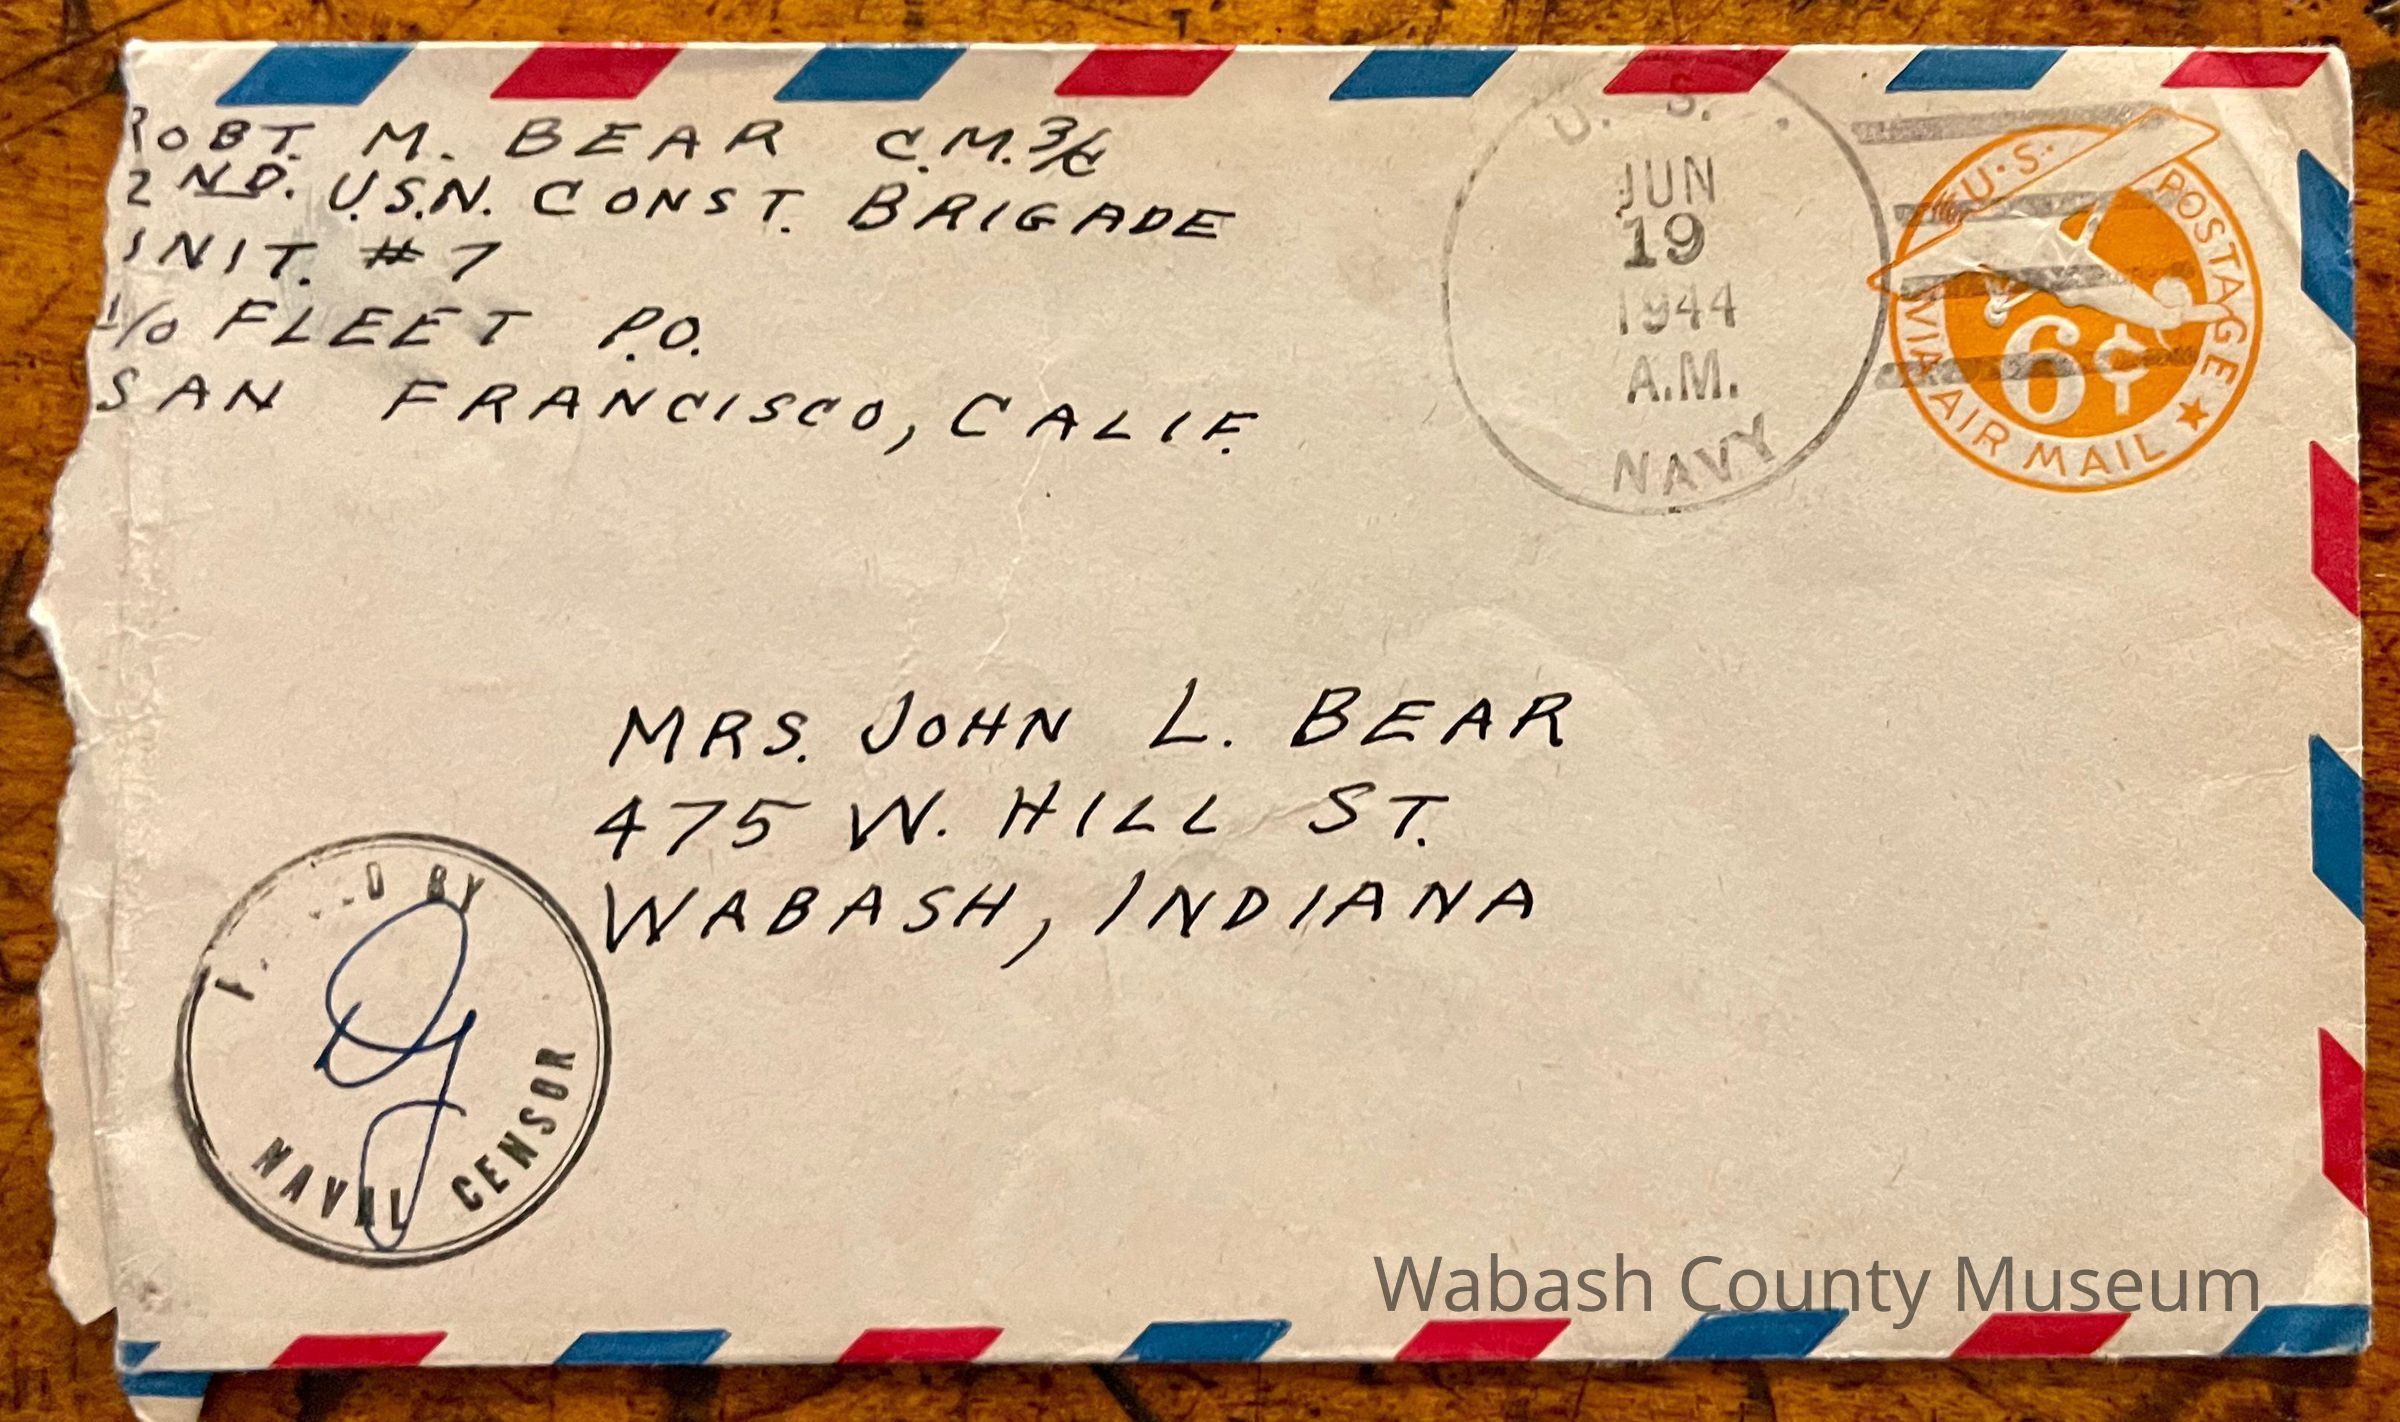 ROBT. M. BEAR C.M. 3/C
2ND. U.S.N. CONST. BRIGADE
UNIT. #7
C/O FLEET P.O.
SAN FRANCISCO, CALIF.
U. S.
JUN
19
1944
A.M.
NAVY
U.S. POSTAGE
6¢
VIA AIR MAIL
MRS. JOHN L. BEAR
475 W. HILL ST.
WABASH, INDIANA
BY
NAVAL CENSOR
Wabash County Museum